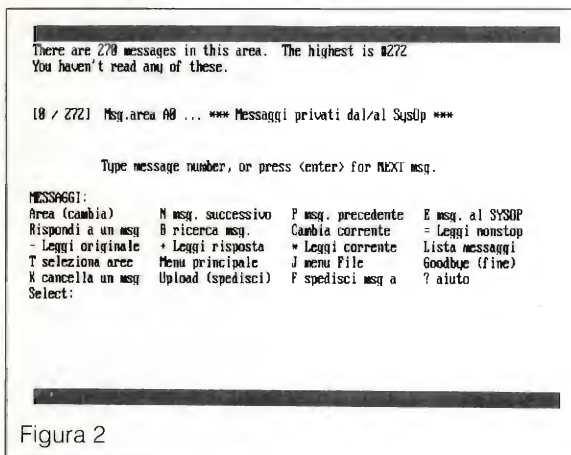 There are 270 messages in this area.  The highest is #272
You haven't read any of these.
[0 / 272]  Msg.area A0 ... *** Messaggi privati dal/al SysOp ***
Type message number, or press <enter> for NEXT msg.
MESSAGGI:
Area (cambia)  N msg. successivo  P msg. precedente  E msg. al SYSOP
Rispondi a un msg  B ricerca msg.  Cambia corrente  = Leggi nonstop
- Leggi originale  + Leggi risposta  * Leggi corrente  Lista messaggi
T seleziona aree  Menu principale  J menu File  Goodbye (fine)
K cancella un msg  Upload (spedisci)  F spedisci msg a  ? aiuto
Select:
Figura 2